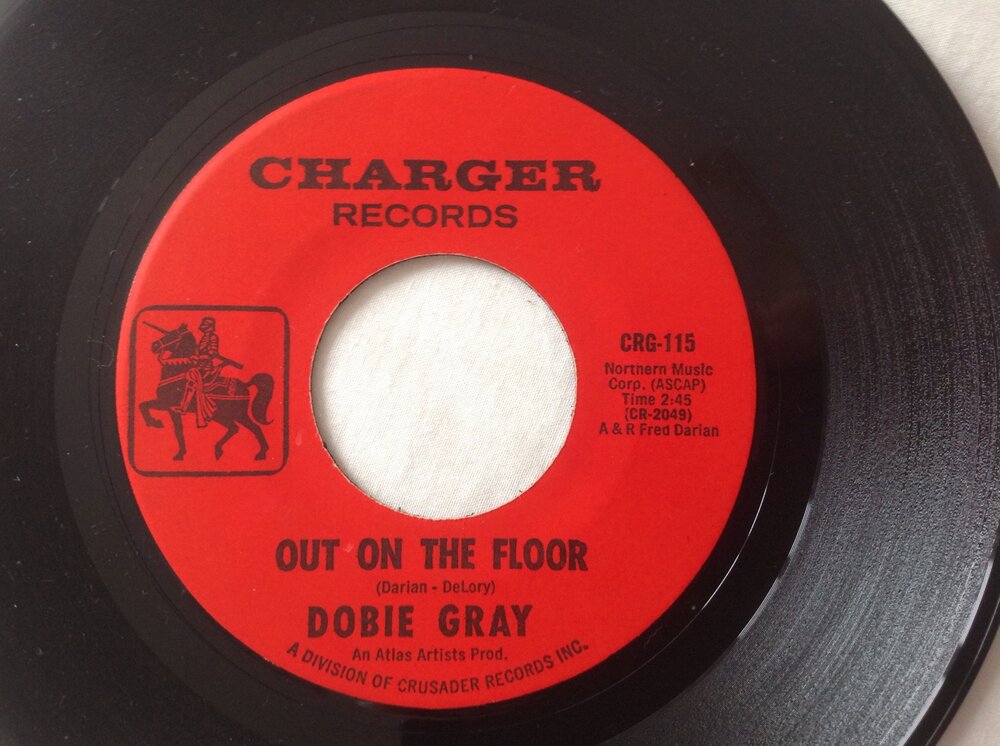 CHARGER
RECORDS
CRG-115
Northern Music
Corp. (ASCAP)
Time 2:45
(CR-2049)
A & R Fred Darian
OUT ON THE FLOOR
(Darian - DeLory)
DOBIE GRAY
An Atlas Artists Prod.
A DIVISION OF CRUSADER RECORDS INC.